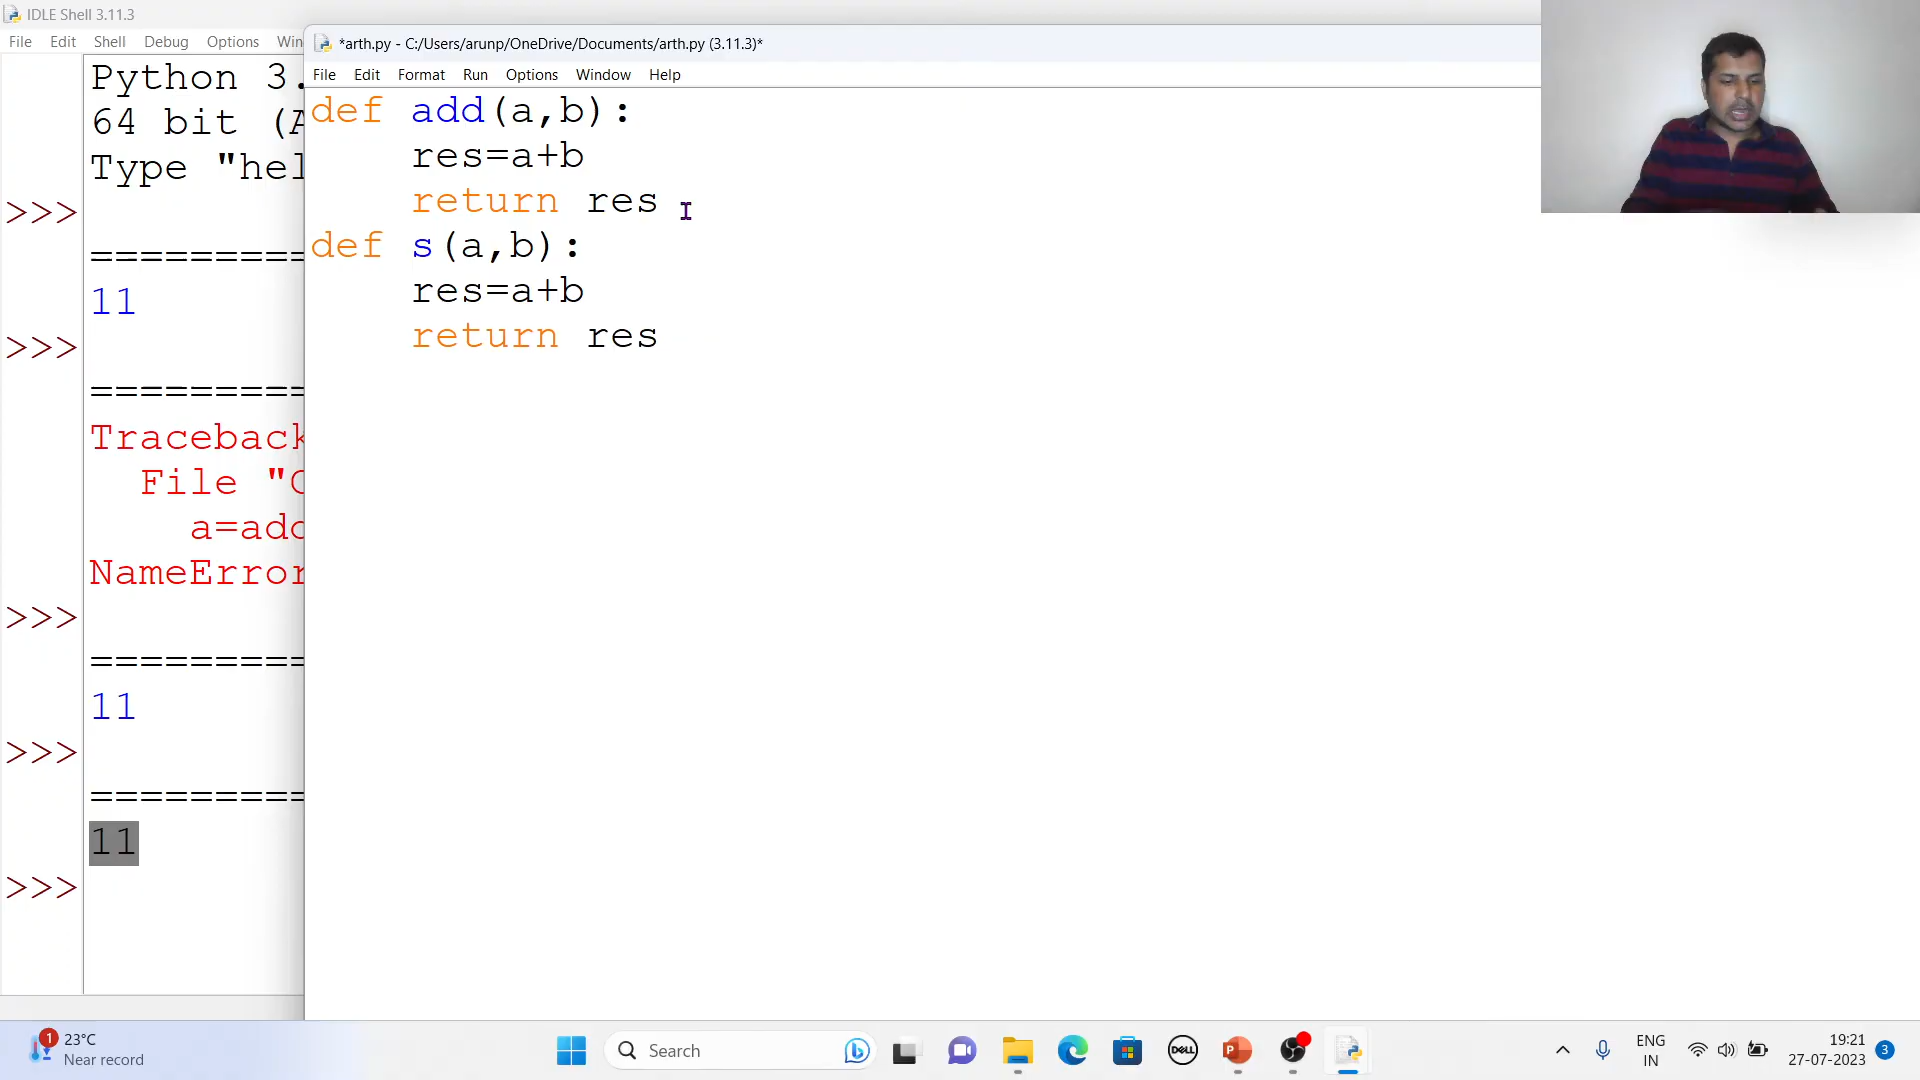 IDLE Shell 3.11.3
File Edit Shell Debug Options Win
Python 3.
64 bit (A
Type "hel
>>>
==========
11
>>>
==========
Traceback
File "C
a=add
NameError
>>>
==========
11
>>>
==========
11
>>>
*arth.py - C:/Users/arunp/OneDrive/Documents/arth.py (3.11.3)*
File Edit Format Run Options Window Help
def add(a,b):
    res=a+b
    return res
def s(a,b):
    res=a+b
    return res
1
23°C
Near record
Search
DELL
P
ENG
IN
19:21
27-07-2023
3